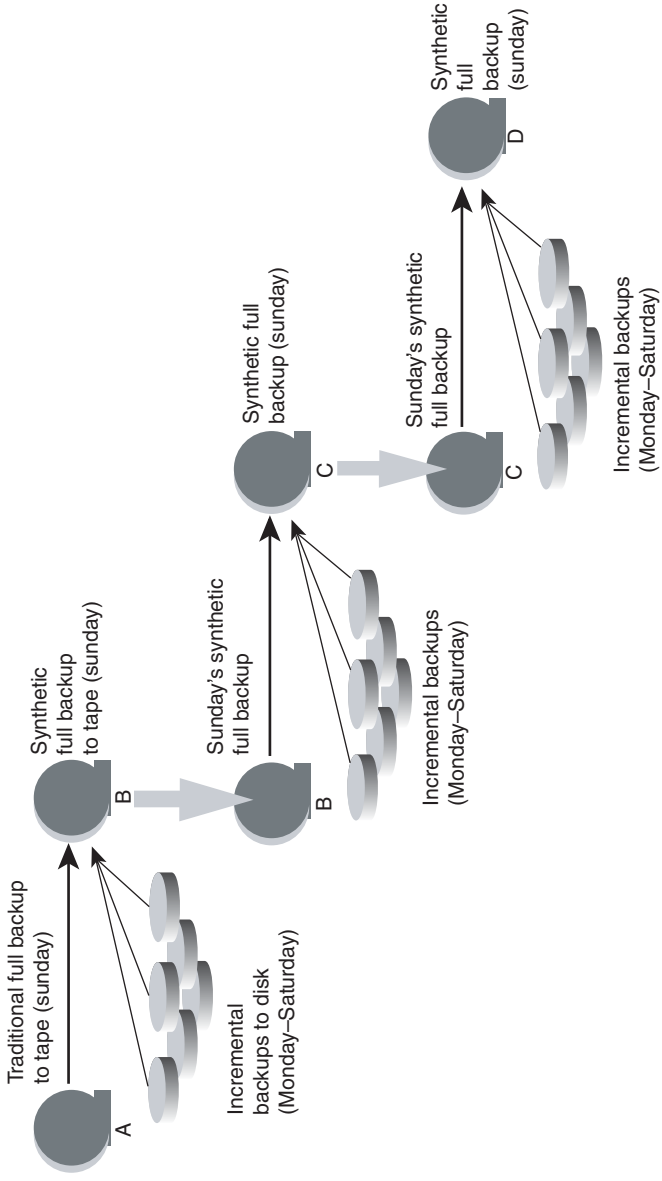 Traditional full backup
to tape (sunday)
A
Incremental
backups to disk
(Monday–Saturday)
Synthetic
full backup
to tape (sunday)
B
Sunday's synthetic
full backup
B
Incremental backups
(Monday–Saturday)
Synthetic full
backup (sunday)
C
Sunday's synthetic
full backup
C
Incremental backups
(Monday–Saturday)
Synthetic
full
backup
(sunday)
D